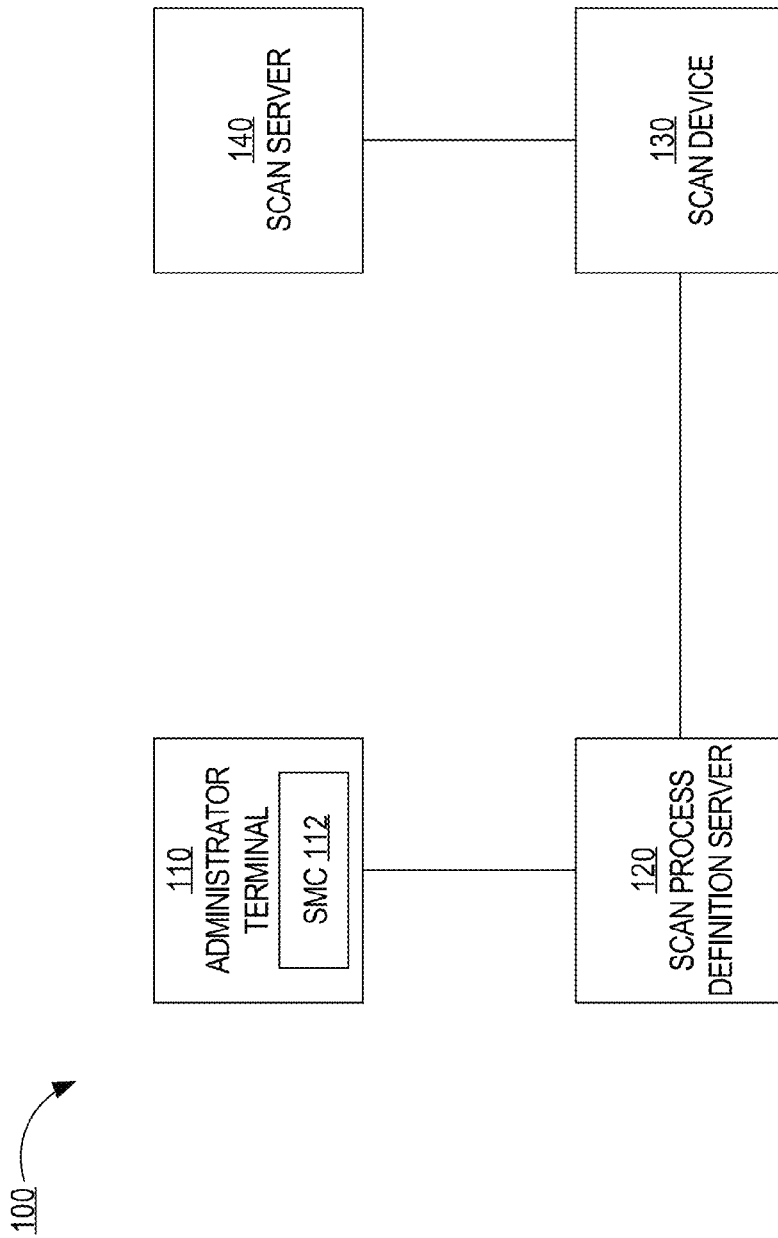 100
110
ADMINISTRATOR
TERMINAL
SMC 112
140
SCAN SERVER
120
SCAN PROCESS
DEFINITION SERVER
130
SCAN DEVICE